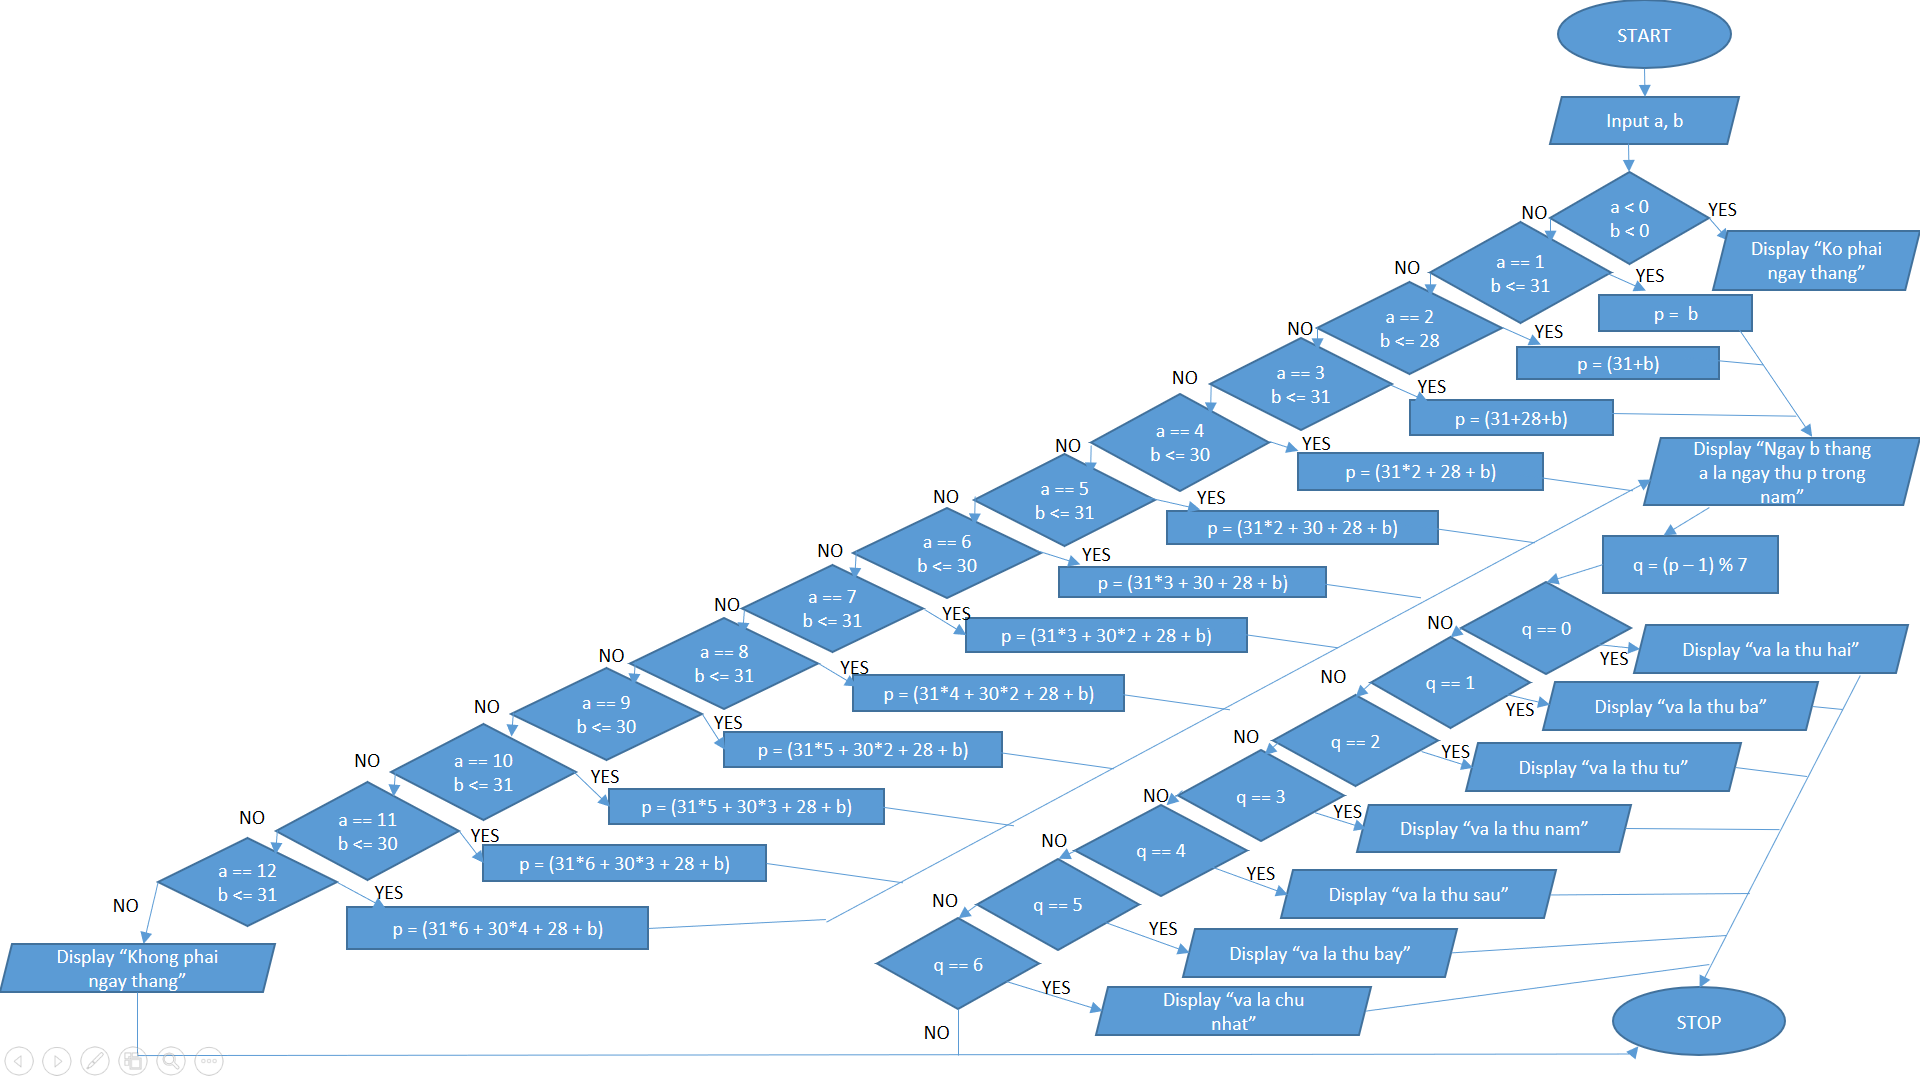 START
Input a, b
a < 0
b < 0
NO
YES
Display “Ko phai
ngay thang”
a == 1
b <= 31
NO
YES
p =  b
a == 2
b <= 28
NO
YES
p = (31+b)
a == 3
b <= 31
NO
YES
p = (31+28+b)
a == 4
b <= 30
NO
YES
p = (31*2 + 28 + b)
a == 5
b <= 31
NO
YES
p = (31*2 + 30 + 28 + b)
a == 6
b <= 30
NO
YES
p = (31*3 + 30 + 28 + b)
a == 7
b <= 31
NO
YES
p = (31*3 + 30*2 + 28 + b)
a == 8
b <= 31
NO
YES
p = (31*4 + 30*2 + 28 + b)
a == 9
b <= 30
NO
YES
p = (31*5 + 30*2 + 28 + b)
a == 10
b <= 31
NO
YES
p = (31*5 + 30*3 + 28 + b)
a == 11
b <= 30
NO
YES
p = (31*6 + 30*3 + 28 + b)
a == 12
b <= 31
NO
YES
p = (31*6 + 30*4 + 28 + b)
Display “Khong phai
ngay thang”
Display “Ngay b thang
a la ngay thu p trong
nam”
q = (p – 1) % 7
q == 0
NO
YES
Display “va la thu hai”
q == 1
NO
YES
Display “va la thu ba”
q == 2
NO
YES
Display “va la thu tu”
q == 3
NO
YES
Display “va la thu nam”
q == 4
NO
YES
Display “va la thu sau”
q == 5
NO
YES
Display “va la thu bay”
q == 6
NO
YES
Display “va la chu
nhat”
STOP